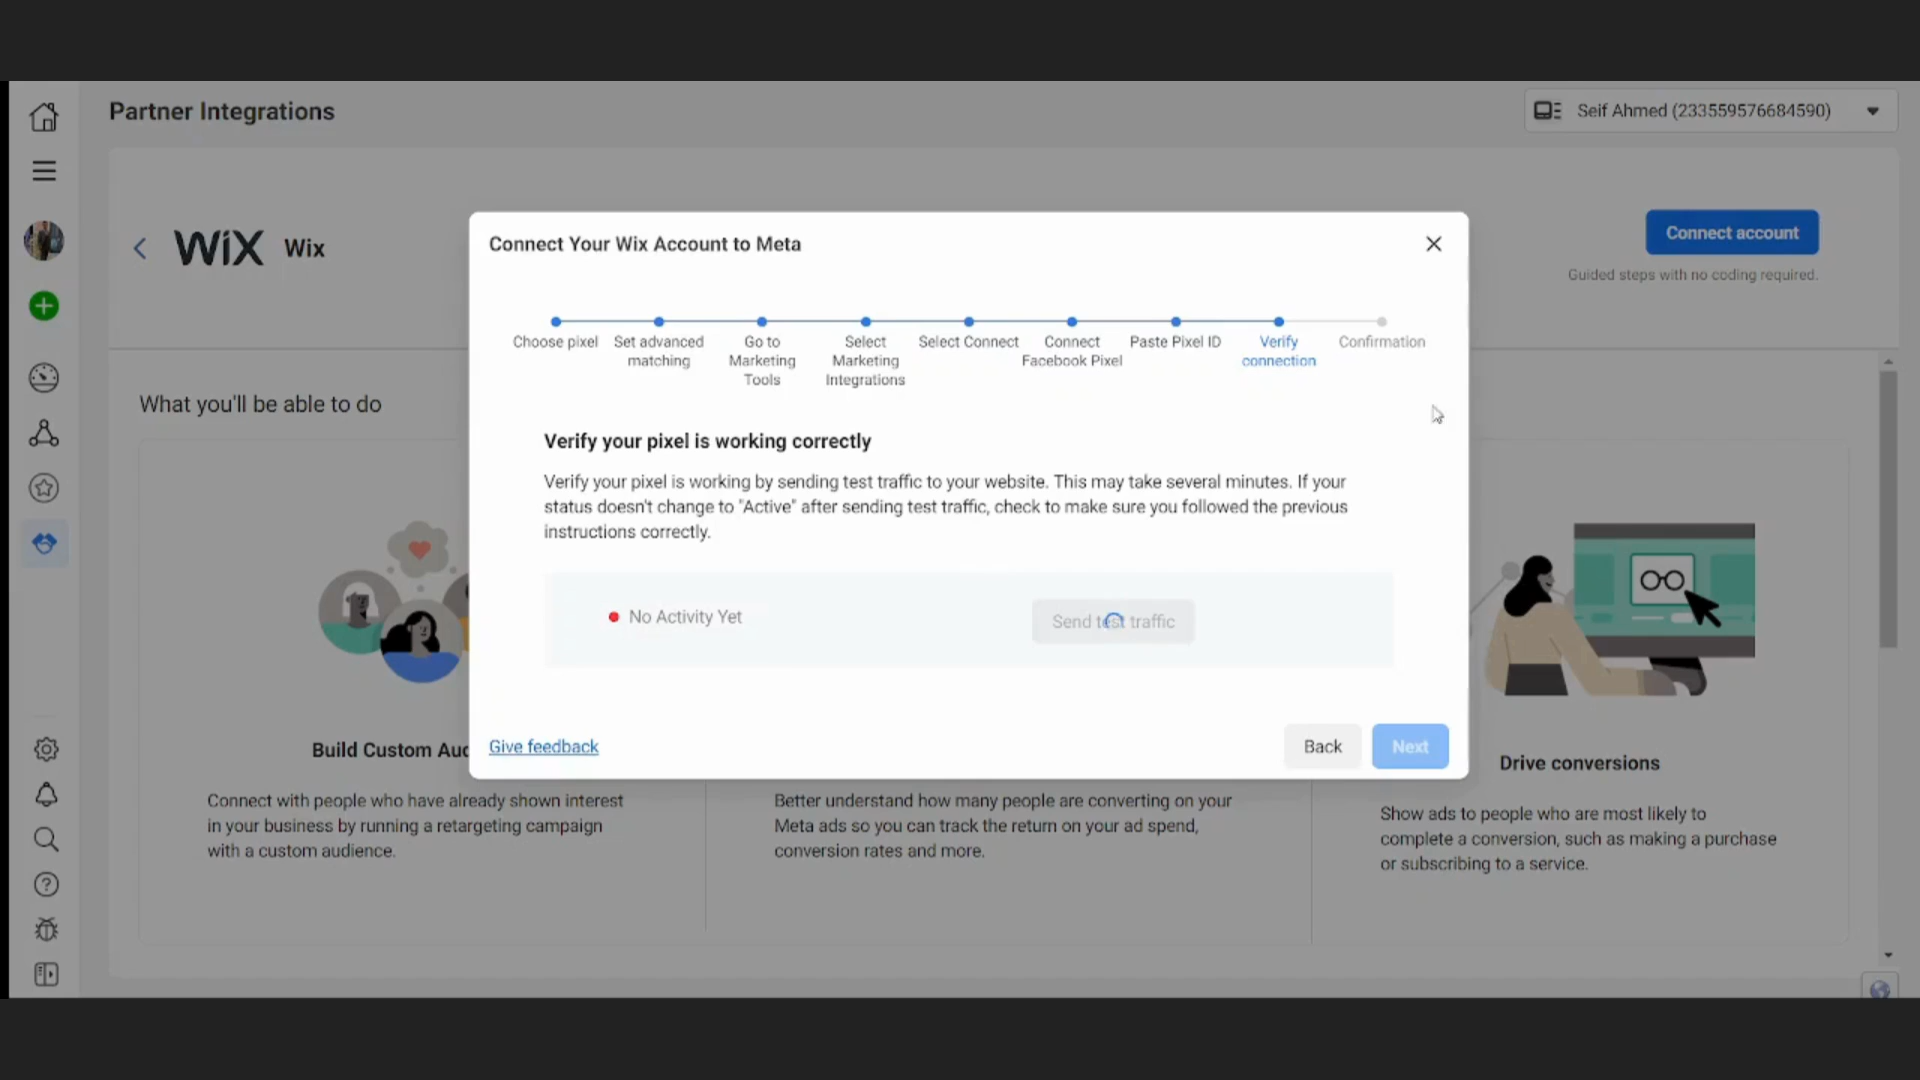 Partner Integrations
Seif Ahmed (233559576684590)
WiX Wix
Connect account
Guided steps with no coding required.
What you'll be able to do
Connect Your Wix Account to Meta
Choose pixel
Set advanced
matching
Go to
Marketing
Tools
Select
Marketing
Integrations
Select Connect
Connect
Facebook Pixel
Paste Pixel ID
Verify
connection
Confirmation
Verify your pixel is working correctly
Verify your pixel is working by sending test traffic to your website. This may take several minutes. If your
status doesn't change to "Active" after sending test traffic, check to make sure you followed the previous
instructions correctly.
No Activity Yet
Send test traffic
Give feedback
Back
Next
Build Custom Aud
Connect with people who have already shown interest
in your business by running a retargeting campaign
with a custom audience.
Better understand how many people are converting on your
Meta ads so you can track the return on your ad spend,
conversion rates and more.
Drive conversions
Show ads to people who are most likely to
complete a conversion, such as making a purchase
or subscribing to a service.